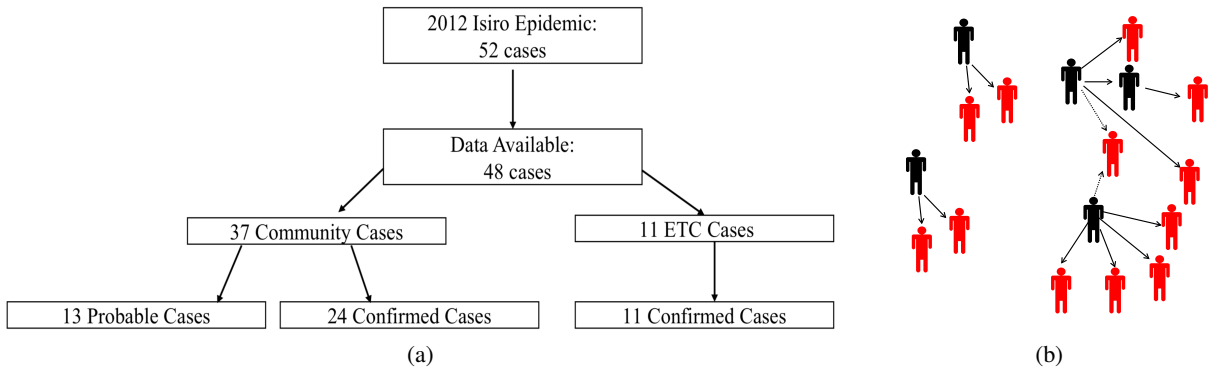 2012 Isiro Epidemic:
52 cases
Data Available:
48 cases
37 Community Cases
11 ETC Cases
13 Probable Cases
24 Confirmed Cases
11 Confirmed Cases
(a)
(b)